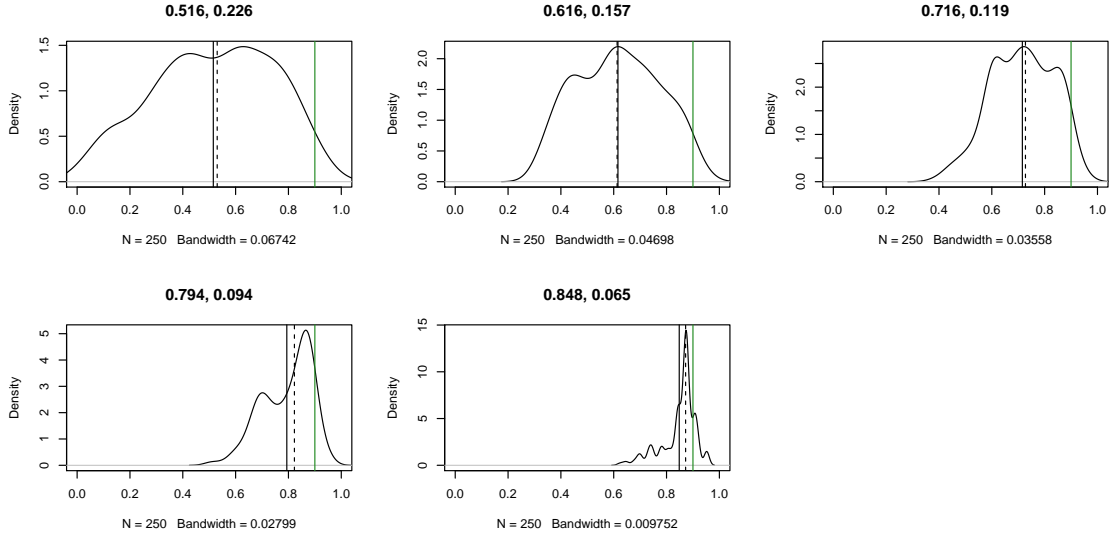 0.516, 0.226
Density
0.0 0.5 1.0 1.5
0.0 0.2 0.4 0.6 0.8 1.0
N = 250 Bandwidth = 0.06742
0.616, 0.157
Density
0.0 0.5 1.0 1.5 2.0
0.0 0.2 0.4 0.6 0.8 1.0
N = 250 Bandwidth = 0.04698
0.716, 0.119
Density
0.0 1.0 2.0
0.0 0.2 0.4 0.6 0.8 1.0
N = 250 Bandwidth = 0.03558
0.794, 0.094
Density
0 1 2 3 4 5
0.0 0.2 0.4 0.6 0.8 1.0
N = 250 Bandwidth = 0.02799
0.848, 0.065
Density
0 5 10 15
0.0 0.2 0.4 0.6 0.8 1.0
N = 250 Bandwidth = 0.009752